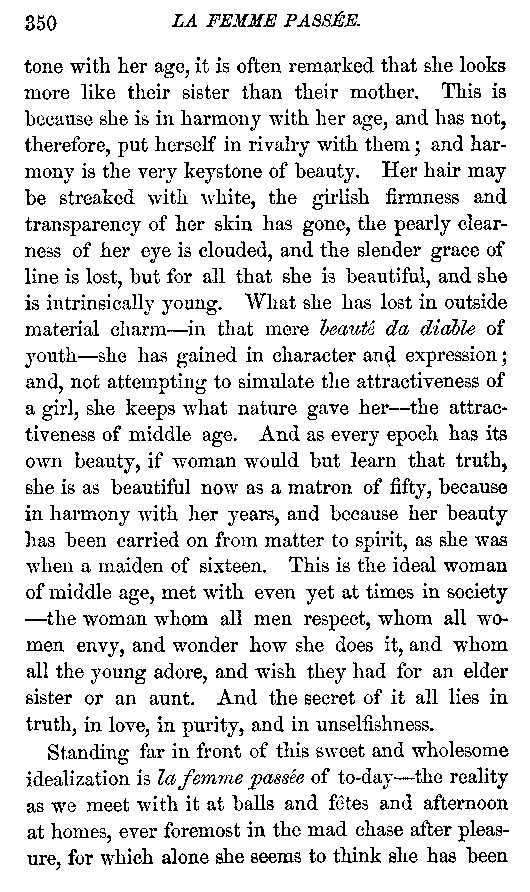 350 LA FEMME PASSÉE.
tone with her age, it is often remarked that she looks
more like their sister than their mother. This is
because she is in harmony with her age, and has not,
therefore, put herself in rivalry with them; and har-
mony is the very keystone of beauty. Her hair may
be streaked with white, the girlish firmness and
transparency of her skin has gone, the pearly clear-
ness of her eye is clouded, and the slender grace of
line is lost, but for all that she is beautiful, and she
is intrinsically young. What she has lost in outside
material charm—in that mere beauté da diable of
youth—she has gained in character and expression;
and, not attempting to simulate the attractiveness of
a girl, she keeps what nature gave her—the attrac-
tiveness of middle age. And as every epoch has its
own beauty, if woman would but learn that truth,
she is as beautiful now as a matron of fifty, because
in harmony with her years, and because her beauty
has been carried on from matter to spirit, as she was
when a maiden of sixteen. This is the ideal woman
of middle age, met with even yet at times in society
—the woman whom all men respect, whom all wo-
men envy, and wonder how she does it, and whom
all the young adore, and wish they had for an elder
sister or an aunt. And the secret of it all lies in
truth, in love, in purity, and in unselfishness.
Standing far in front of this sweet and wholesome
idealization is la femme passée of to-day—the reality
as we meet with it at balls and fêtes and afternoon
at homes, ever foremost in the mad chase after pleas-
ure, for which alone she seems to think she has been